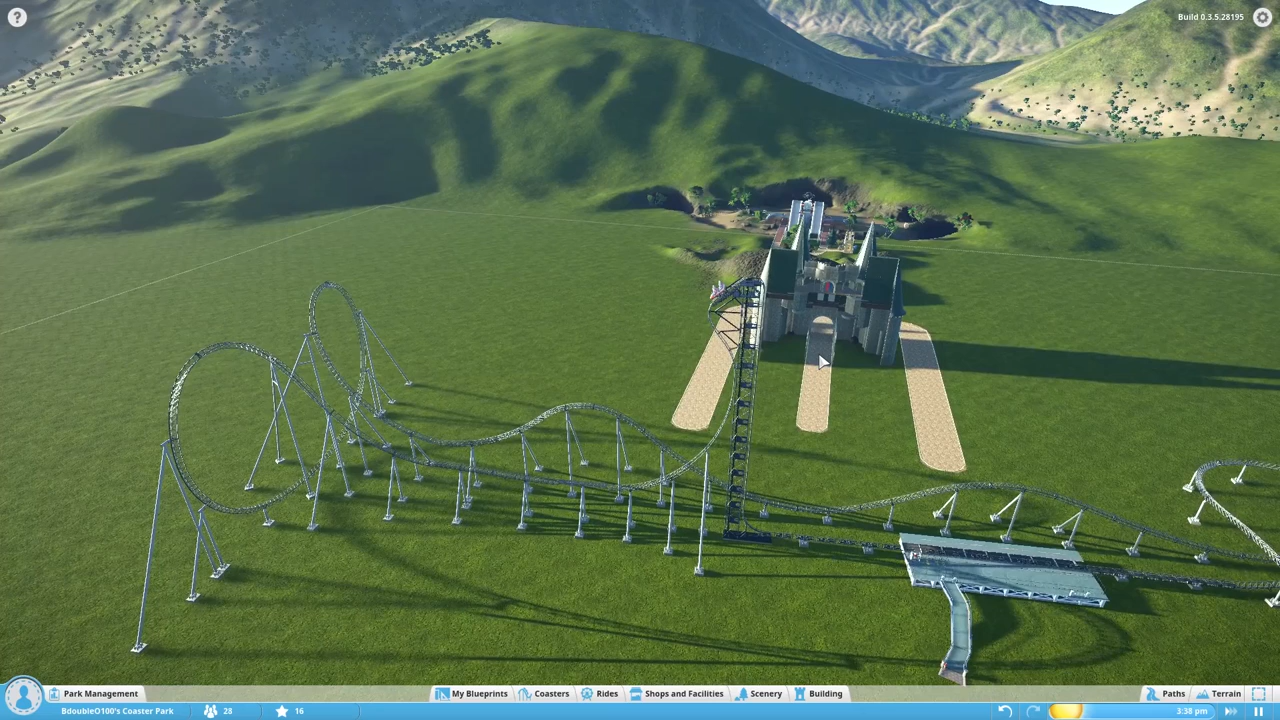 ?
Build 0.3.5.28195
Park Management
My Blueprints
Coasters
Rides
Shops and Facilities
Scenery
Building
Paths
Terrain
BdoubleO100's Coaster Park
28
16
3:38 pm